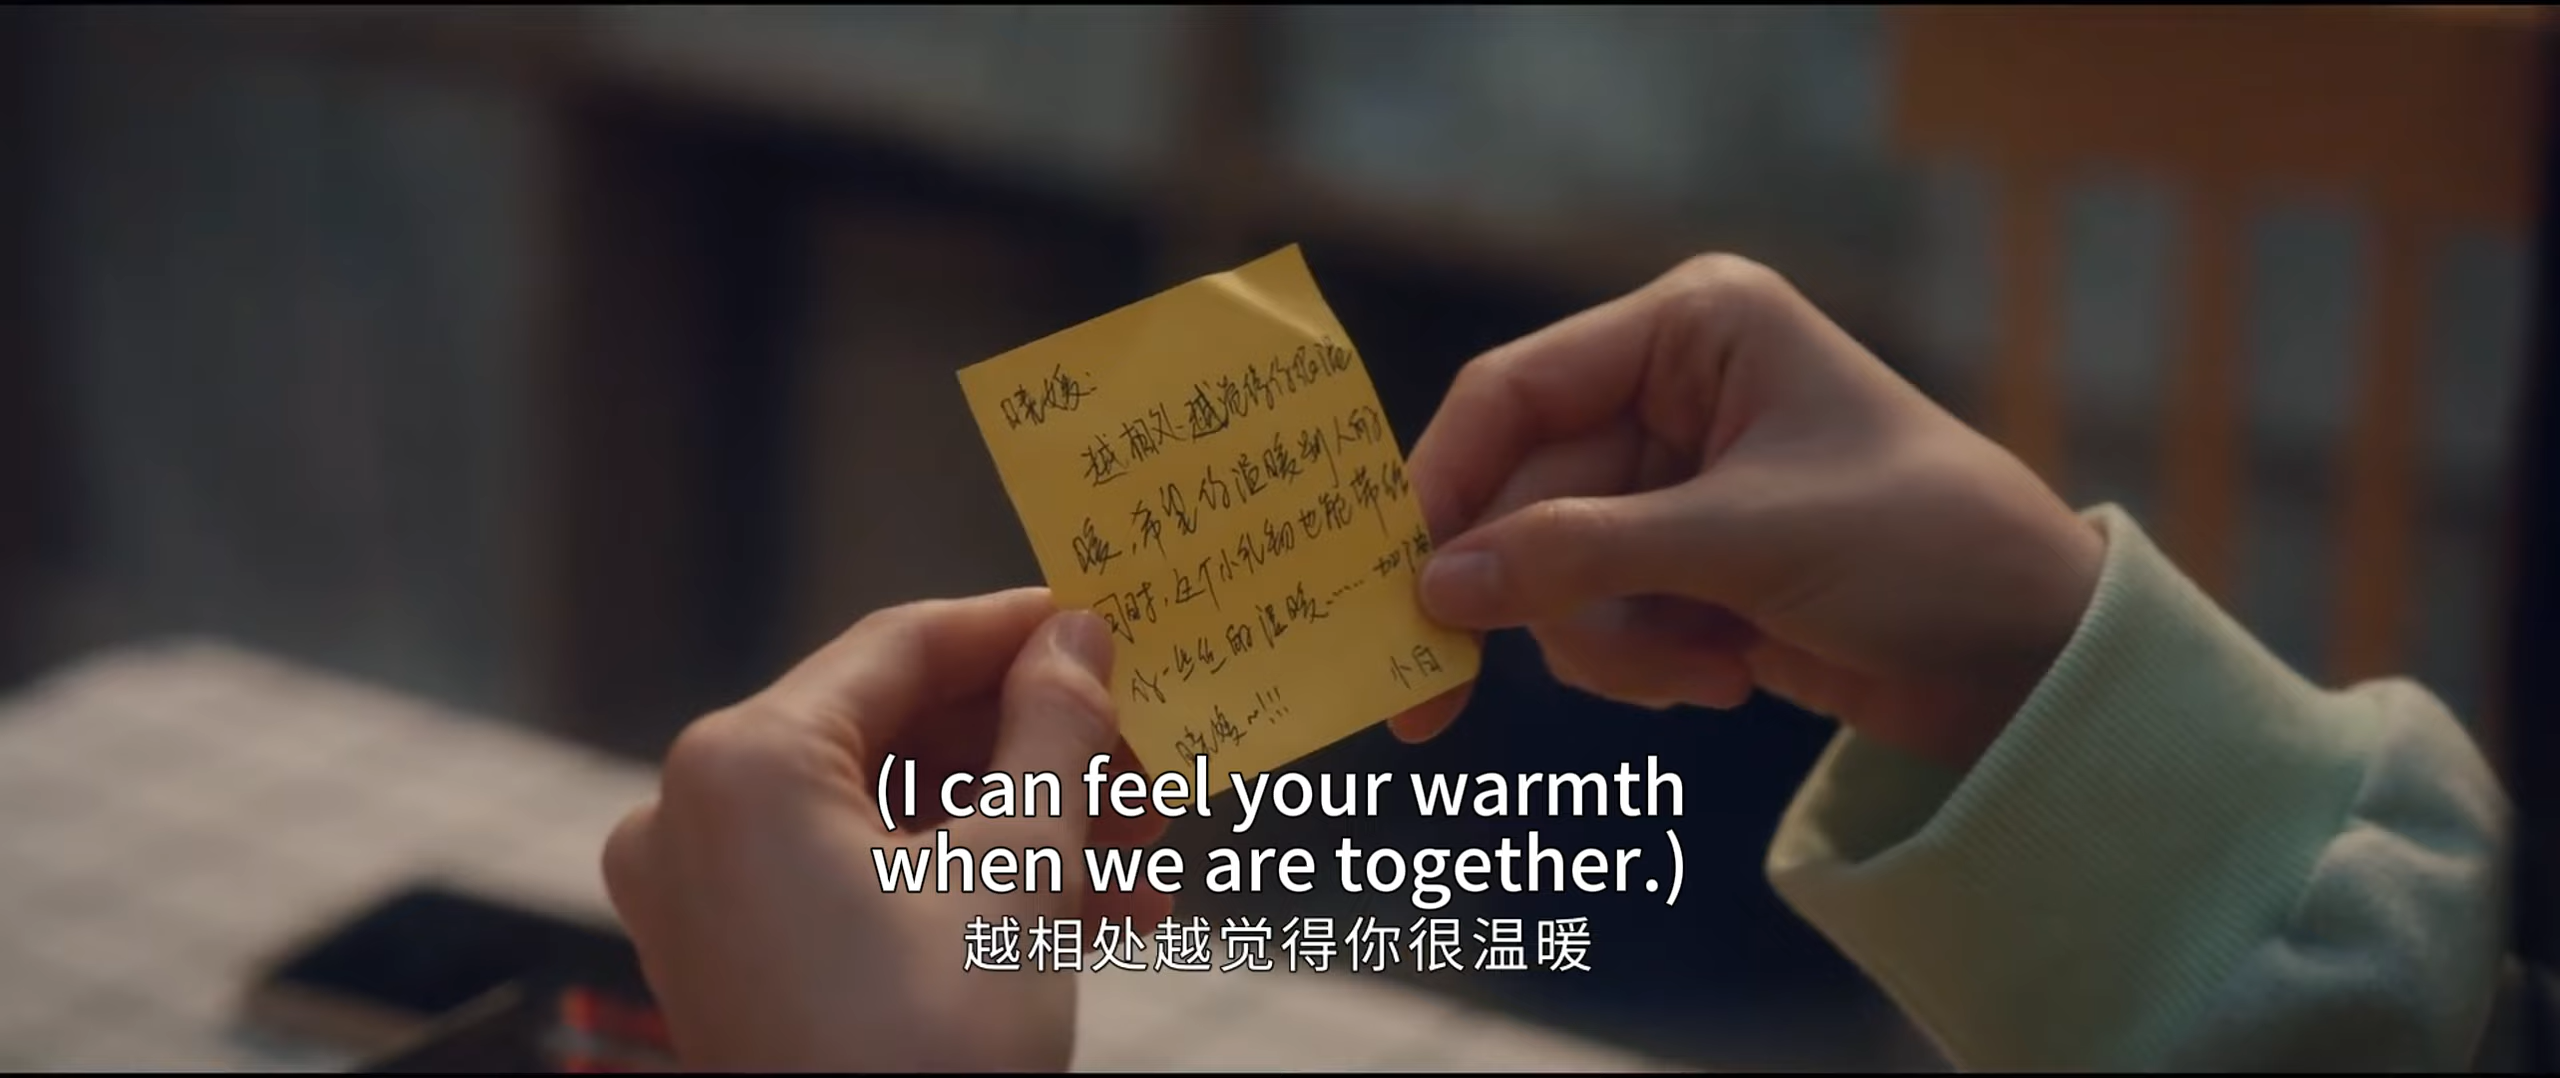 晓媛：
越相处越觉得你很温
暖，希望你温暖别人的
同时，这个小礼物也能带给
你一丝丝的温暖……加油
晓媛~!!!
小白
(I can feel your warmth
when we are together.)
越相处越觉得你很温暖